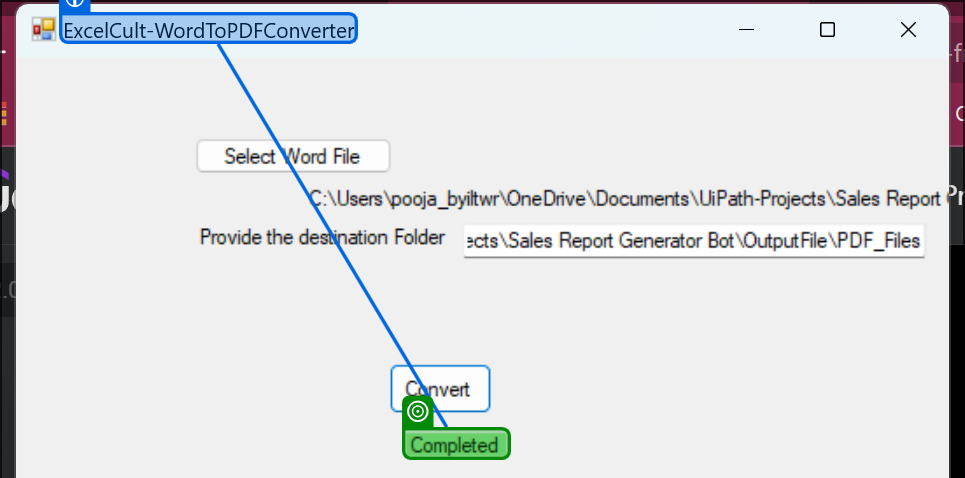 ExcelCult-WordToPDFConverter
Select Word File
C:\Users\pooja_byiltwr\OneDrive\Documents\UiPath-Projects\Sales Report
Provide the destination Folder
ects\Sales Report Generator Bot\OutputFile\PDF_Files
Convert
Completed